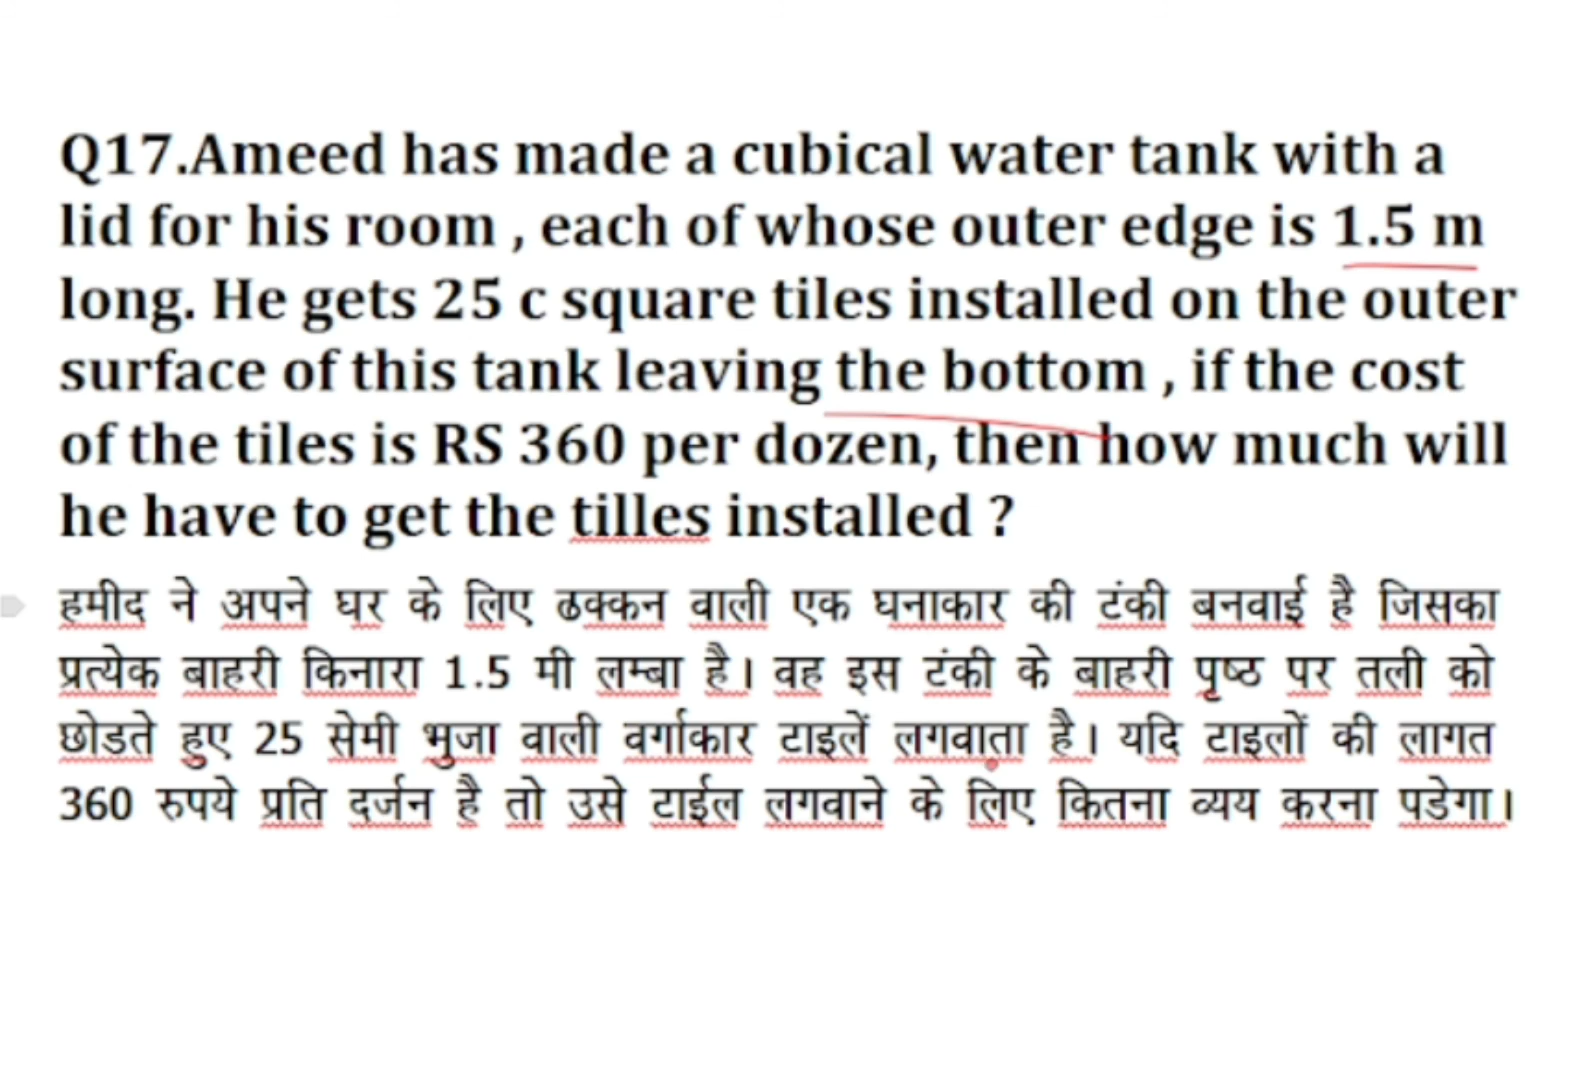 Q17.Ameed has made a cubical water tank with a
lid for his room , each of whose outer edge is 1.5 m
long. He gets 25 c square tiles installed on the outer
surface of this tank leaving the bottom , if the cost
of the tiles is RS 360 per dozen, then how much will
he have to get the tilles installed ?
हमीद ने अपने घर के लिए ढक्कन वाली एक घनाकार की टंकी बनवाई है जिसका
प्रत्येक बाहरी किनारा 1.5 मी लम्बा है। वह इस टंकी के बाहरी पृष्ठ पर तली को
छोडते हुए 25 सेमी भुजा वाली वर्गाकार टाइलें लगवाता है। यदि टाइलों की लागत
360 रुपये प्रति दर्जन है तो उसे टाईल लगवाने के लिए कितना व्यय करना पडेगा।